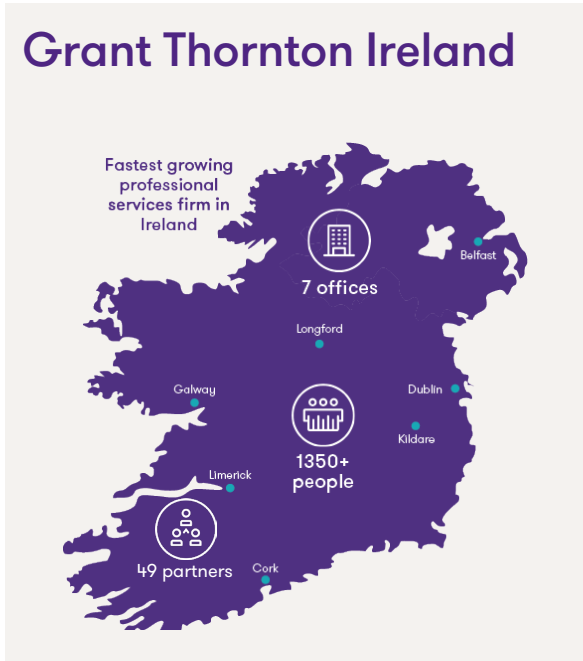 Grant Thornton Ireland
Fastest growing
professional
services firm in
Ireland
7 offices
Belfast
Longford
Galway
Dublin
Kildare
1350+
people
Limerick
49 partners
Cork